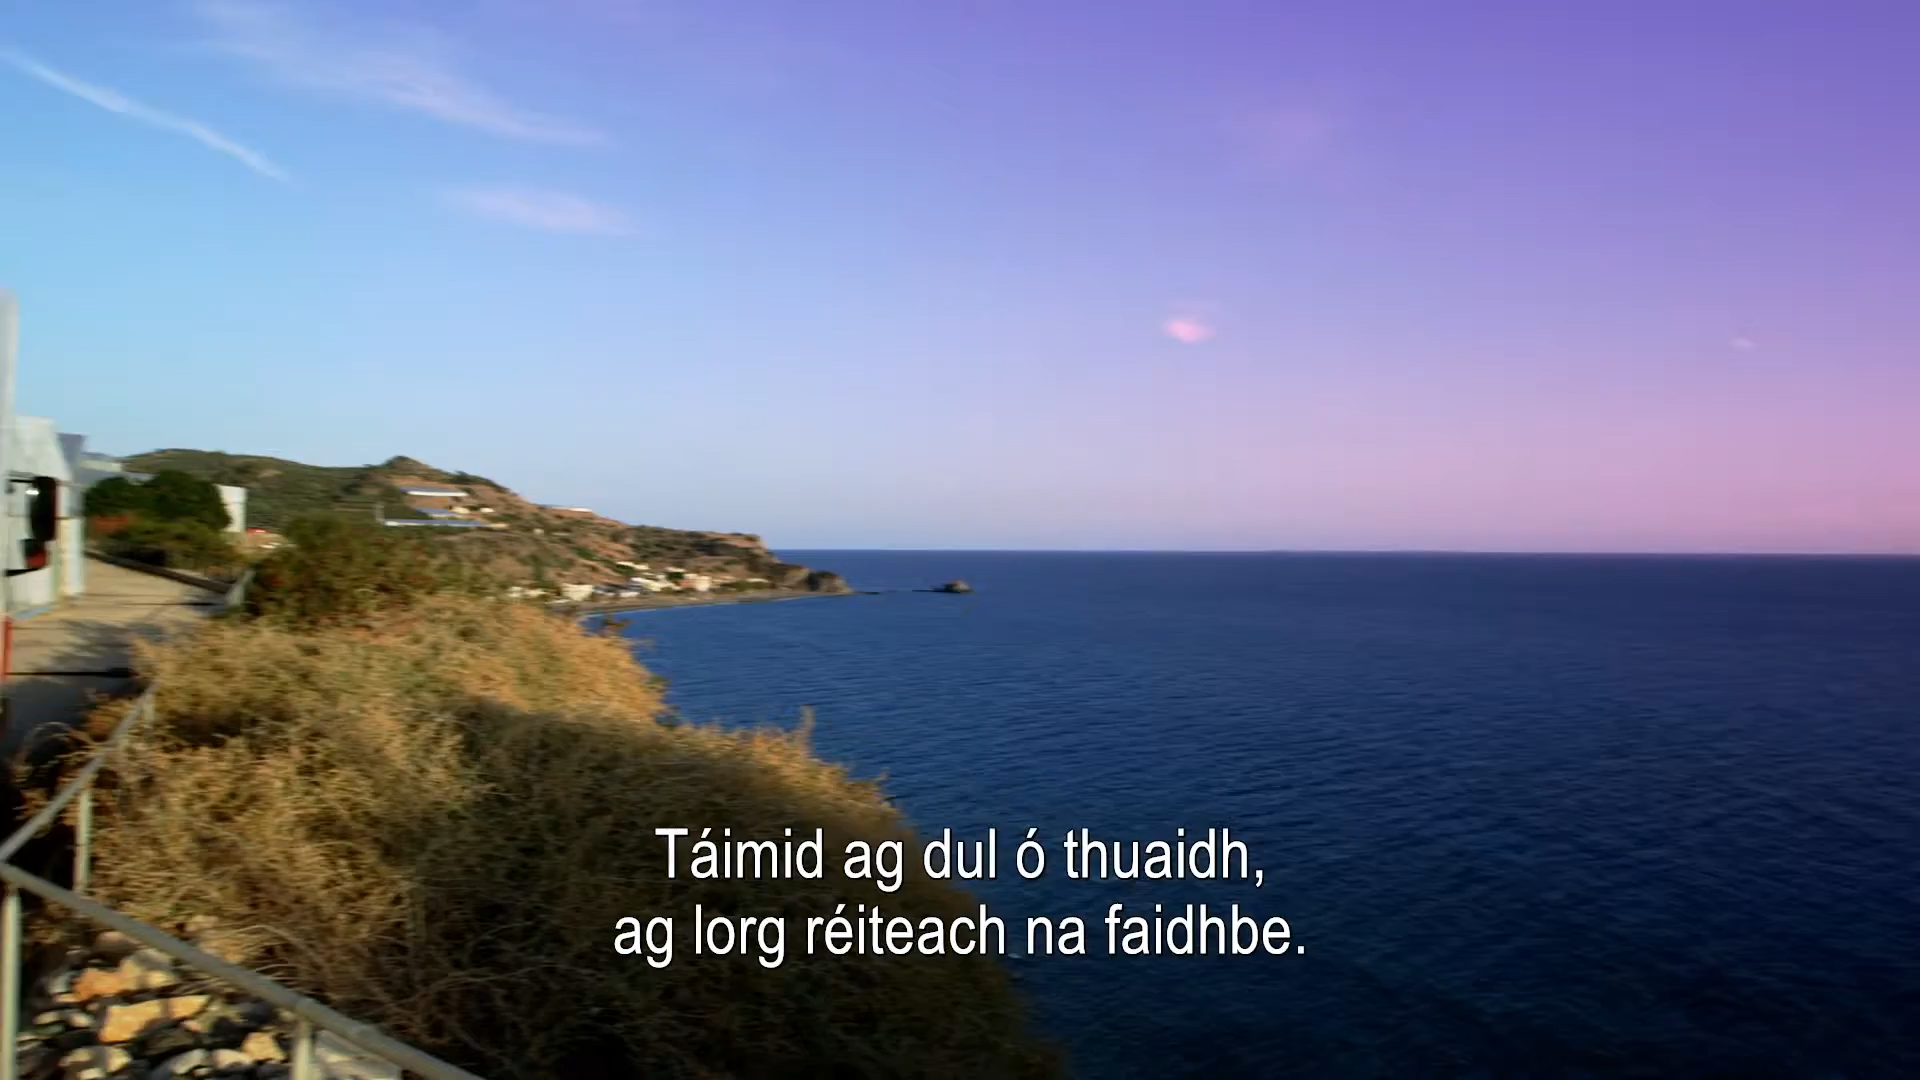 Táimid ag dul ó thuaidh,
ag lorg réiteach na faidhbe.